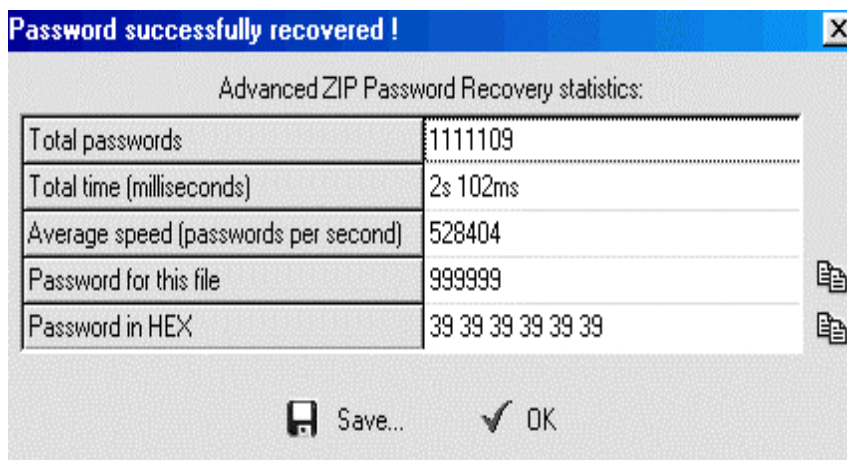 Password successfully recovered !
Advanced ZIP Password Recovery statistics:
Total passwords 1111109
Total time (milliseconds) 2s 102ms
Average speed (passwords per second) 528404
Password for this file 999999
Password in HEX 39 39 39 39 39 39
Save... OK